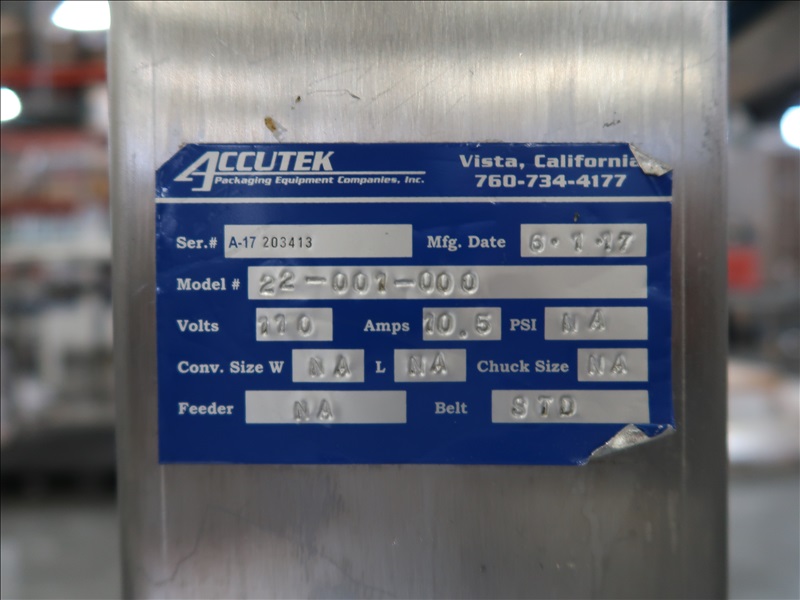 ACCUTEK Vista, California
Packaging Equipment Companies, Inc. 760-734-4177
Ser.# A-17 203413 Mfg. Date 6·1·17
Model # 22-001-000
Volts 110 Amps 10.5 PSI NA
Conv. Size W NA L NA Chuck Size NA
Feeder NA Belt STD